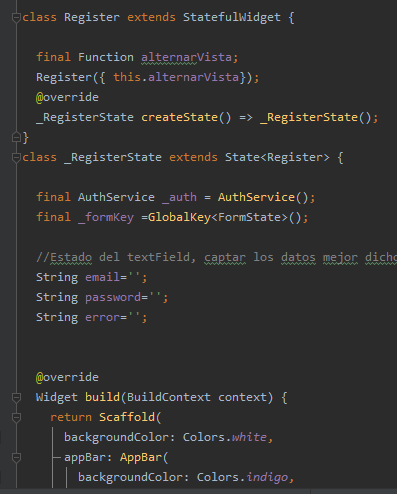 class Register extends StatefulWidget {
final Function alternarVista;
Register({ this.alternarVista});
@override
_RegisterState createState() => _RegisterState();
}
class _RegisterState extends State<Register> {
final AuthService _auth = AuthService();
final _formKey =GlobalKey<FormState>();
//Estado del textField, captar los datos mejor dicho
String email='';
String password='';
String error='';
@override
Widget build(BuildContext context) {
return Scaffold(
backgroundColor: Colors.white,
appBar: AppBar(
backgroundColor: Colors.indigo,